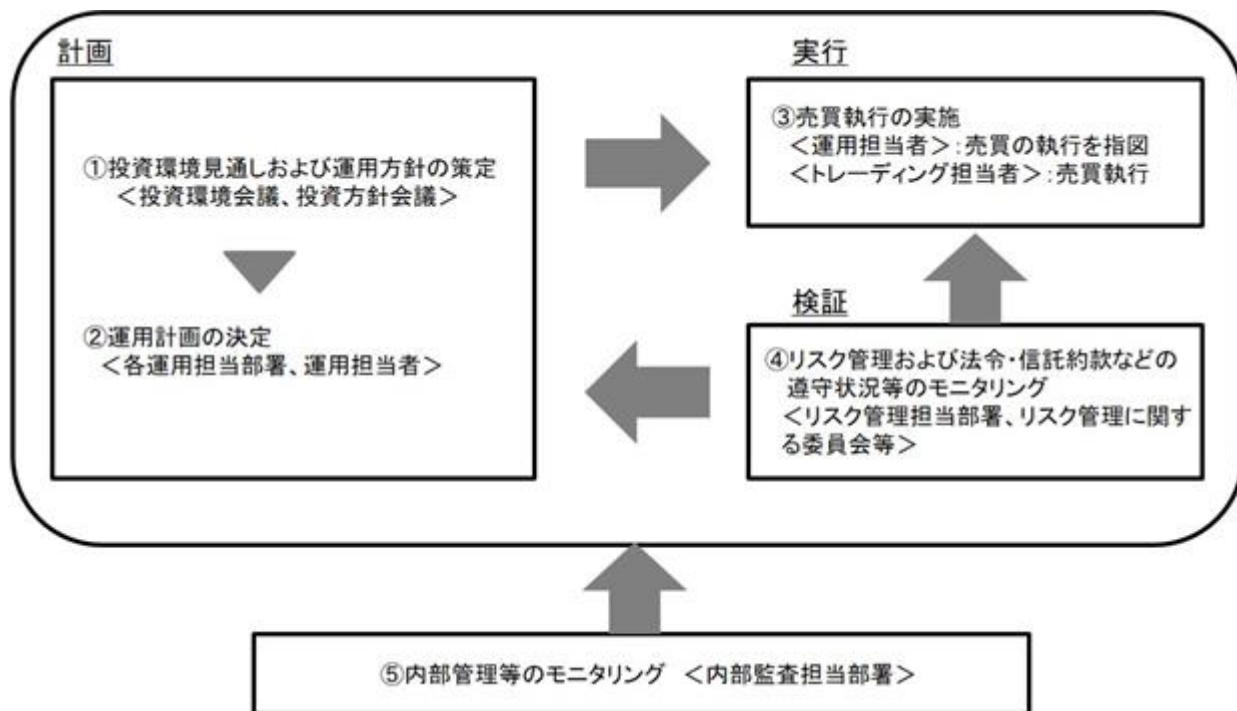 計画
①投資環境見通しおよび運用方針の策定
＜投資環境会議、投資方針会議＞
②運用計画の決定
＜各運用担当部署、運用担当者＞
実行
③売買執行の実施
＜運用担当者＞：売買の執行を指図
＜トレーディング担当者＞：売買執行
検証
④リスク管理および法令・信託約款などの
遵守状況等のモニタリング
＜リスク管理担当部署、リスク管理に関す
る委員会等＞
⑤内部管理等のモニタリング ＜内部監査担当部署＞